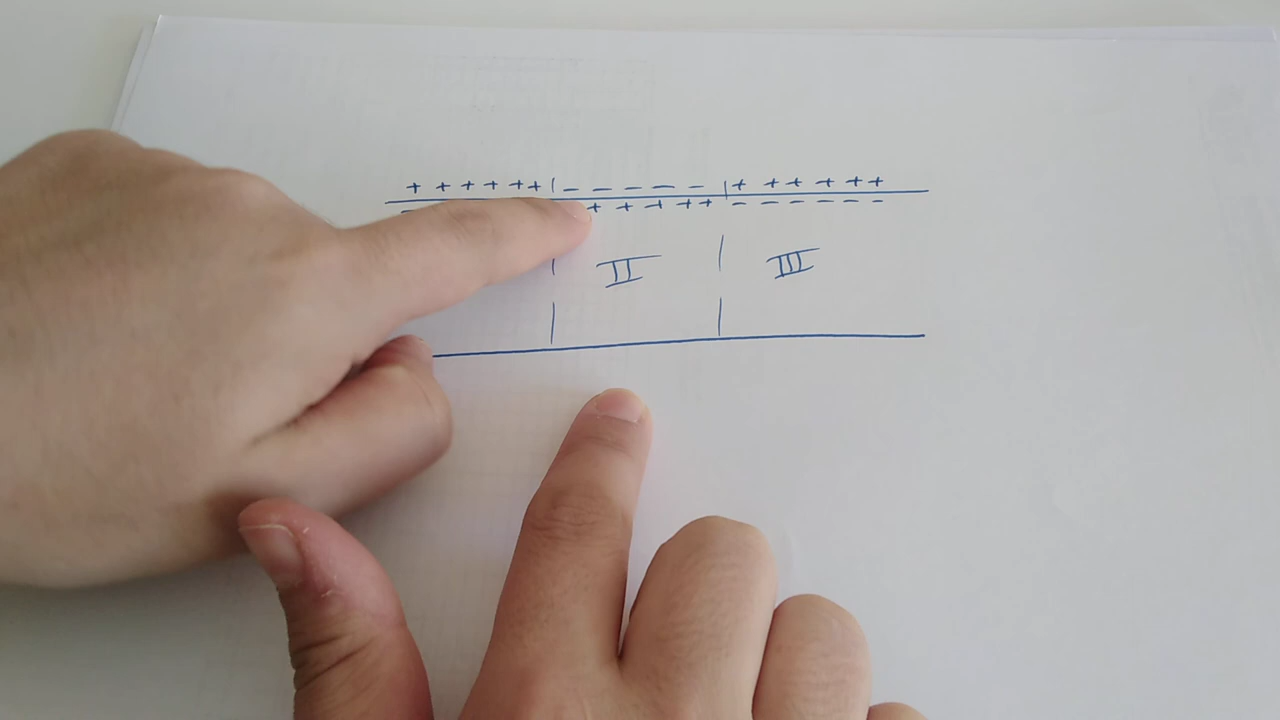 + + + + + + | - - - - - | + + + + + +
+ + + + + - - - - - -
II III